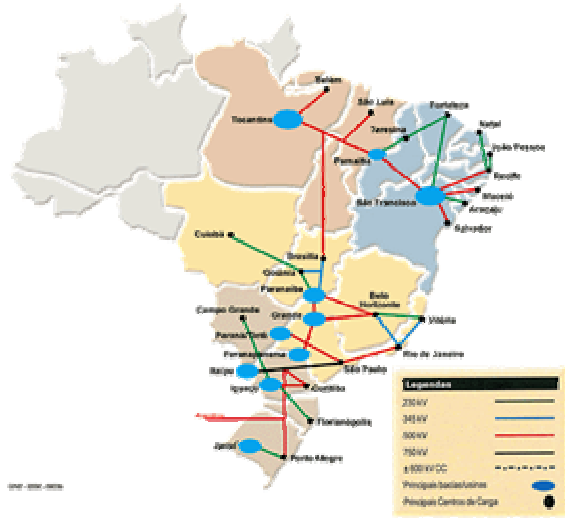 Belém
São Luís
Fortaleza
Tocantins
Teresina
Natal
Parnaíba
João Pessoa
Recife
São Francisco
Maceió
Aracaju
Salvador
Cuiabá
Brasília
Goiânia
Paranaíba
Belo
Horizonte
Campo Grande
Grande
Vitória
Paraná/Tietê
Paranapanema
Rio de Janeiro
Itaipu
São Paulo
Iguaçu
Curitiba
Florianópolis
Jacuí
Porto Alegre
Legendas
230 kV
345 kV
500 kV
750 kV
±600 kV CC
Principais bacias/usinas
Principais Centros de Carga